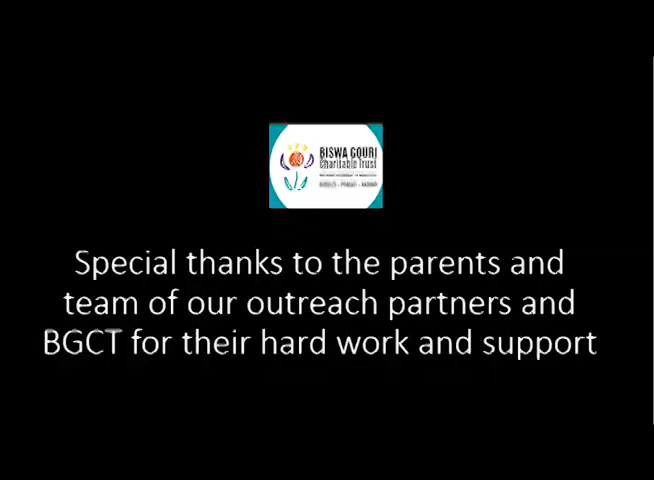 BISWA GOURI
Charitable Trust
Special thanks to the parents and
team of our outreach partners and
BGCT for their hard work and support